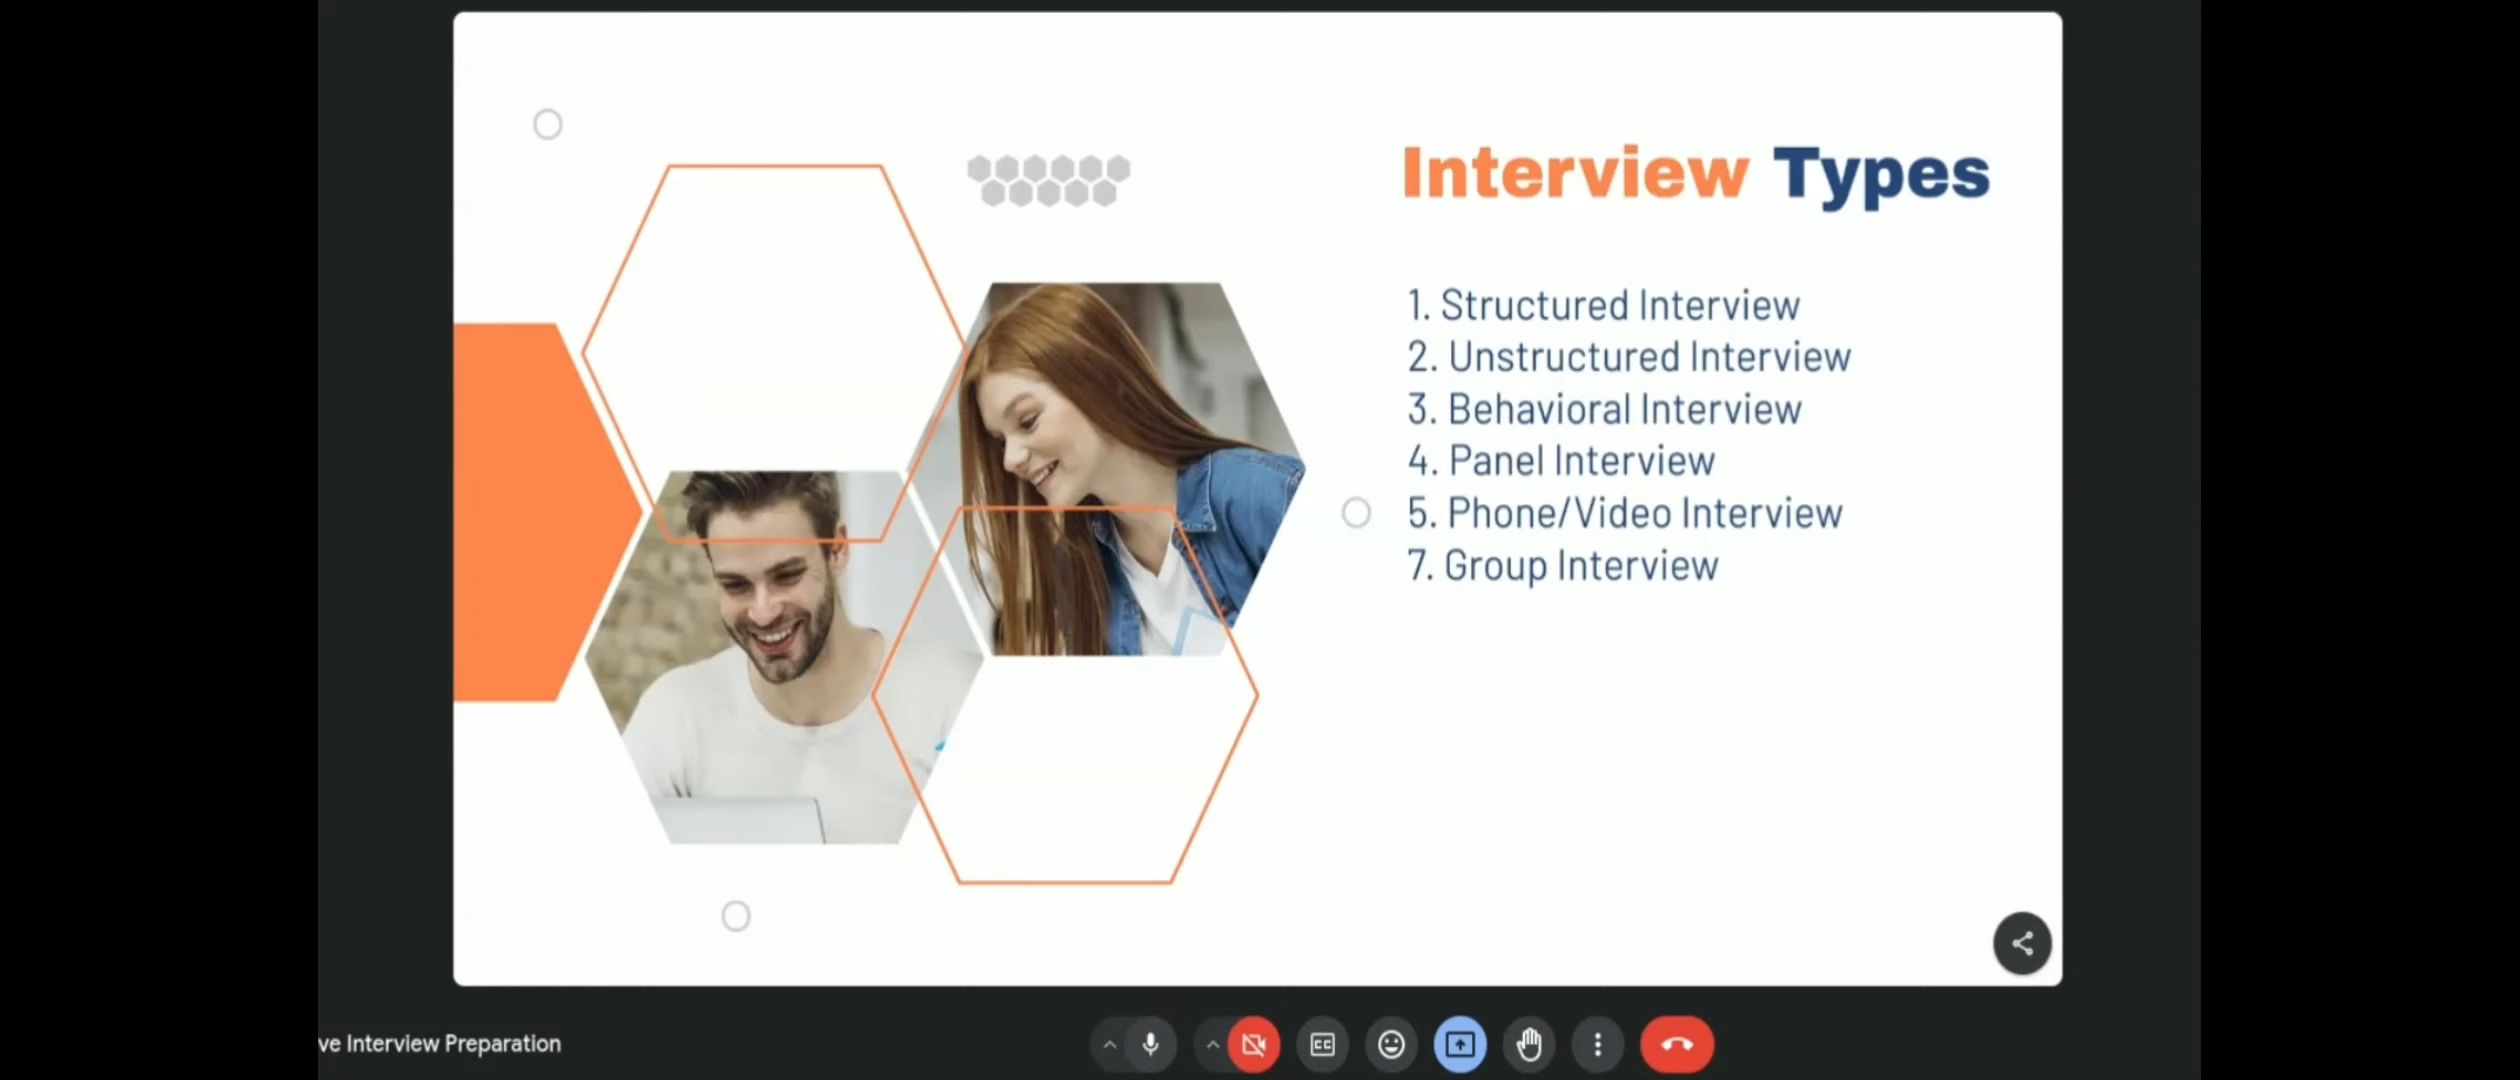 Interview Types
1. Structured Interview
2. Unstructured Interview
3. Behavioral Interview
4. Panel Interview
5. Phone/Video Interview
7. Group Interview
ve Interview Preparation
CC